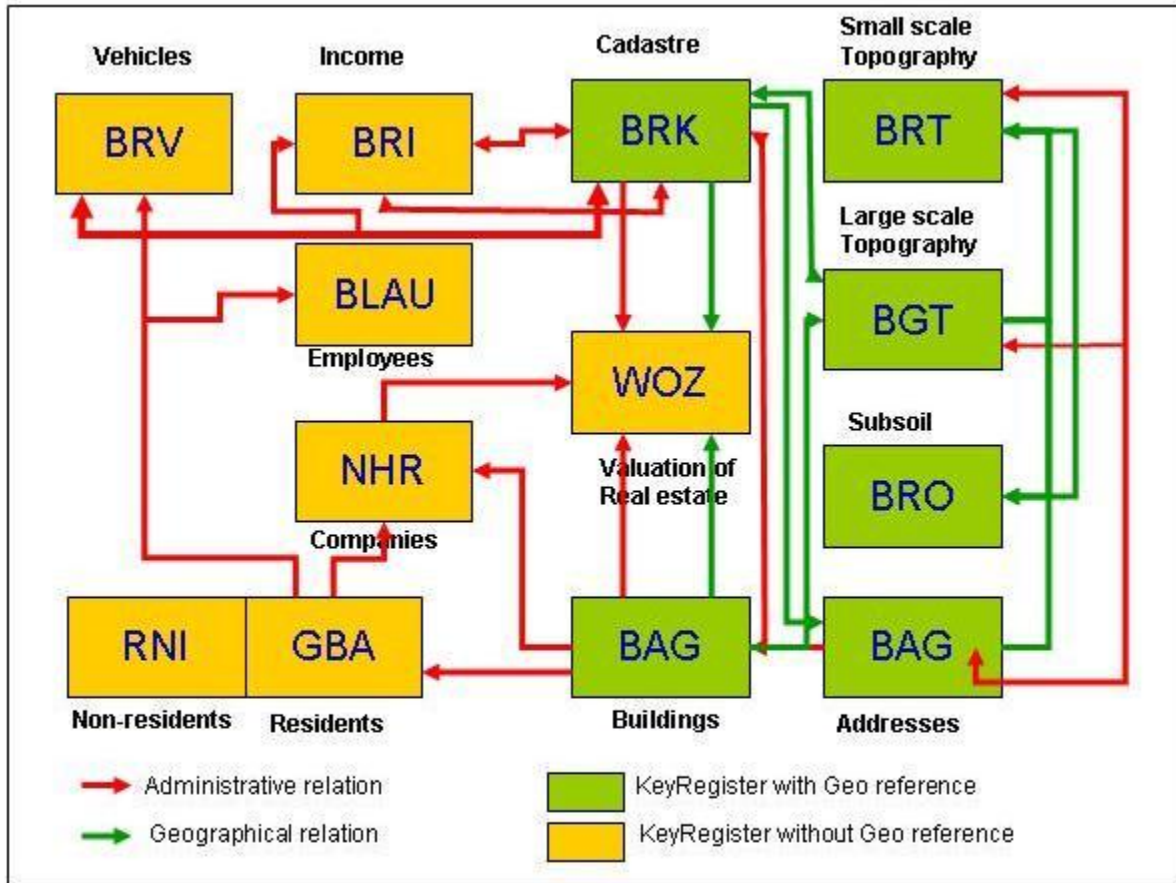 Vehicles
Income
Cadastre
Small scale
Topography
BRV
BRI
BRK
BRT
Large scale
Topography
BLAU
BGT
Employees
WOZ
Subsoil
NHR
Valuation of
Real estate
BRO
Companies
RNI
GBA
BAG
BAG
Non-residents
Residents
Buildings
Addresses
Administrative relation
KeyRegister with Geo reference
Geographical relation
KeyRegister without Geo reference